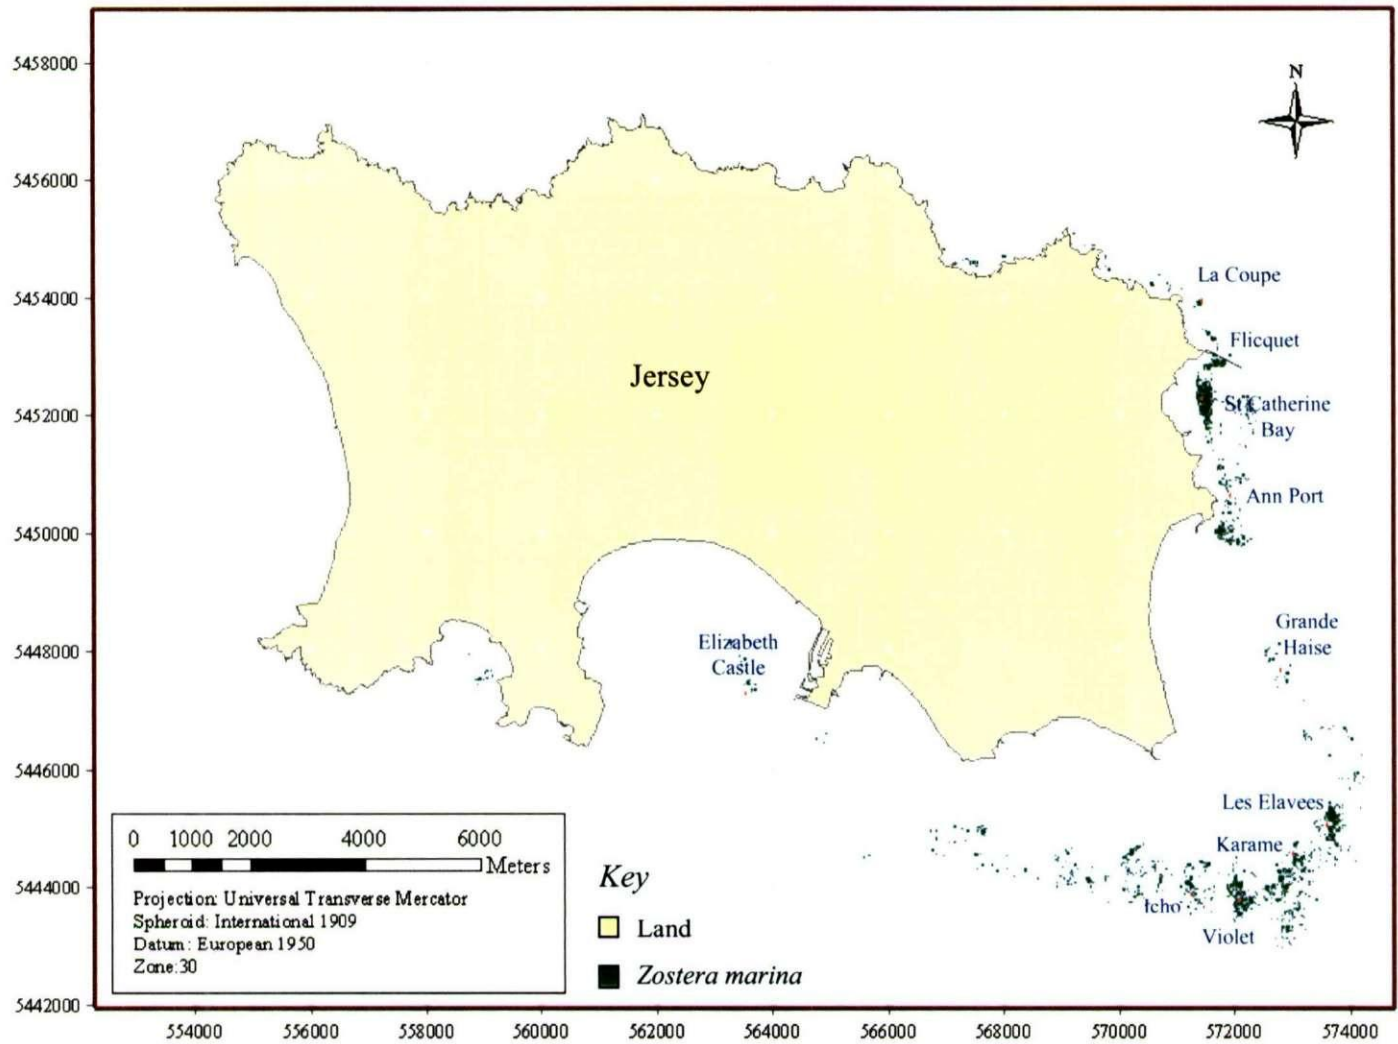 5458000
N
5456000
La Coupe
5454000
Flicquet
Jersey
5452000
St Catherine
Bay
Ann Port
5450000
Grande
Haise
5448000
Elizabeth
Castle
5446000
Les Elavees
Karame
0 1000 2000 4000 6000
Meters
Key
5444000
Projection: Universal Transverse Mercator
Spheroid: International 1909
Datum: European 1950
Zone:30
Icho
Land
Violet
Zostera marina
5442000
554000 556000 558000 560000 562000 564000 566000 568000 570000 572000 574000